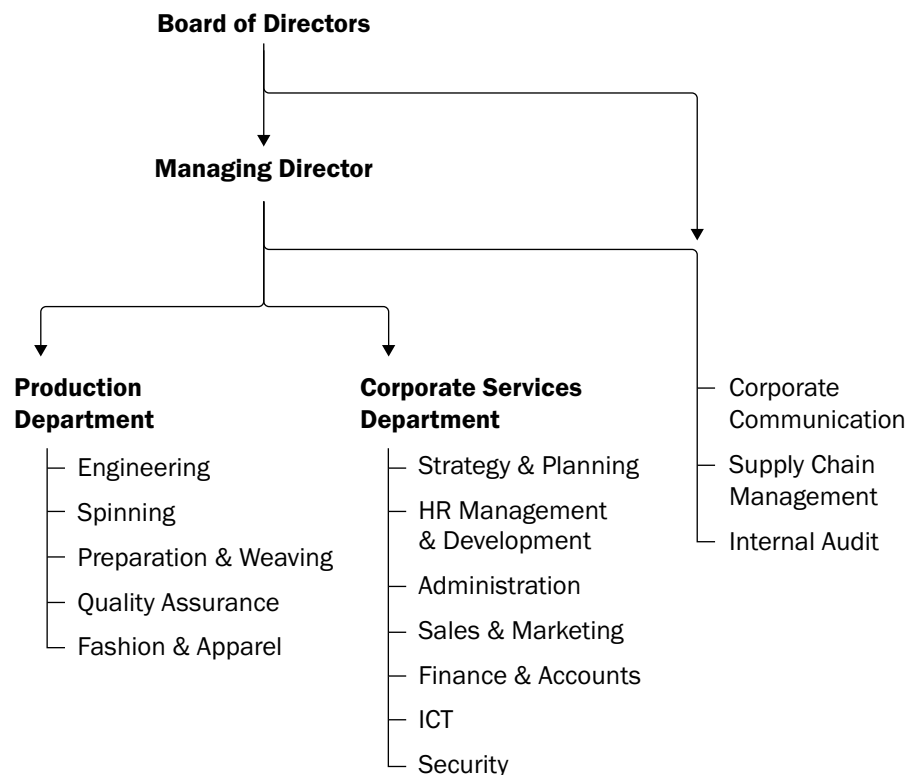 Board of Directors
Managing Director
Production
Department
Engineering
Spinning
Preparation & Weaving
Quality Assurance
Fashion & Apparel
Corporate Services
Department
Strategy & Planning
HR Management
& Development
Administration
Sales & Marketing
Finance & Accounts
ICT
Security
Corporate
Communication
Supply Chain
Management
Internal Audit